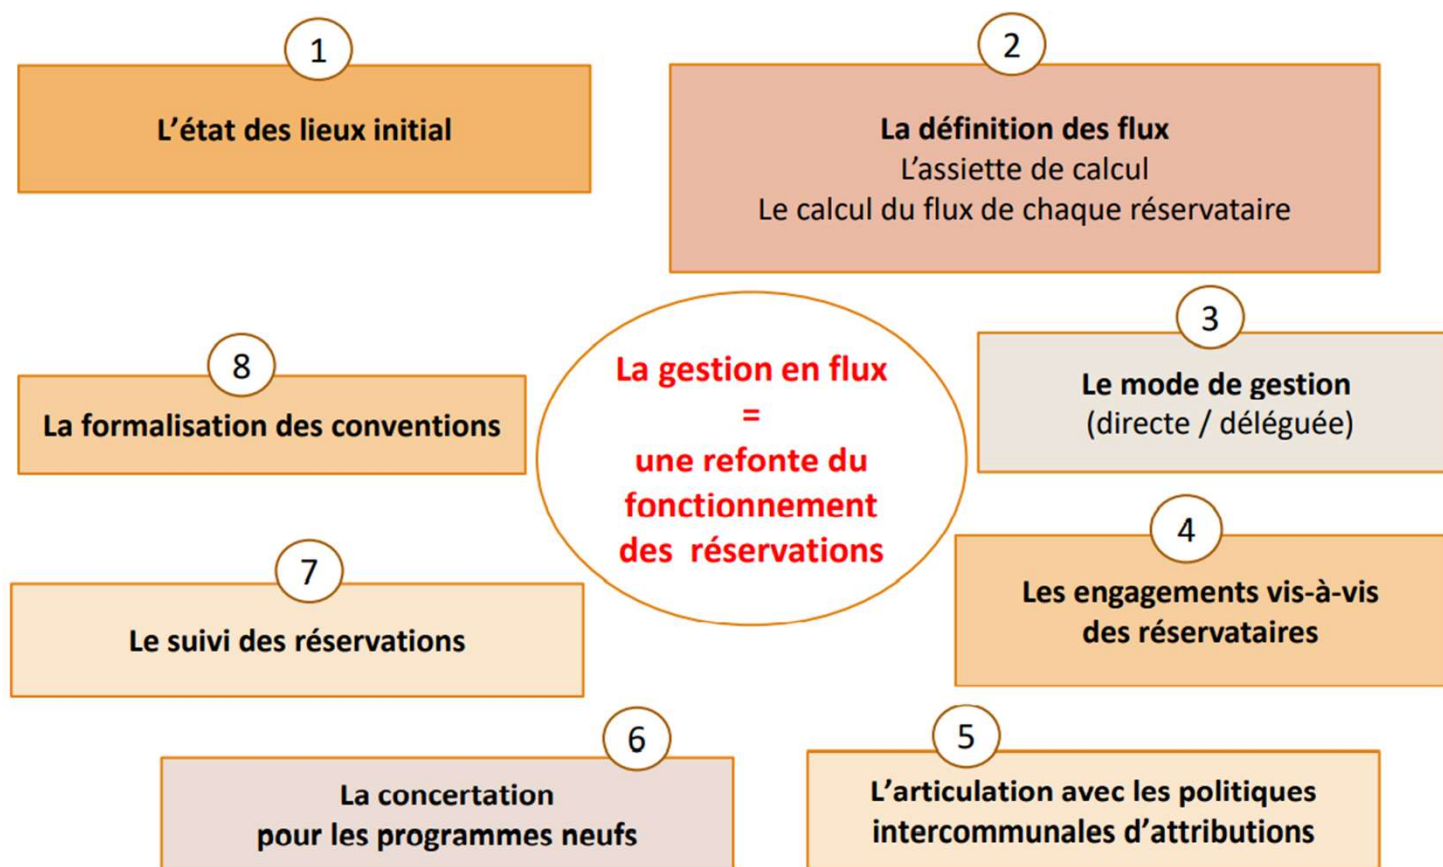 1
L’état des lieux initial
2
La définition des flux
L’assiette de calcul
Le calcul du flux de chaque réservataire
3
Le mode de gestion
(directe / déléguée)
La gestion en flux
=
une refonte du
fonctionnement
des réservations
8
La formalisation des conventions
4
Les engagements vis-à-vis
des réservataires
7
Le suivi des réservations
6
La concertation
pour les programmes neufs
5
L’articulation avec les politiques
intercommunales d’attributions